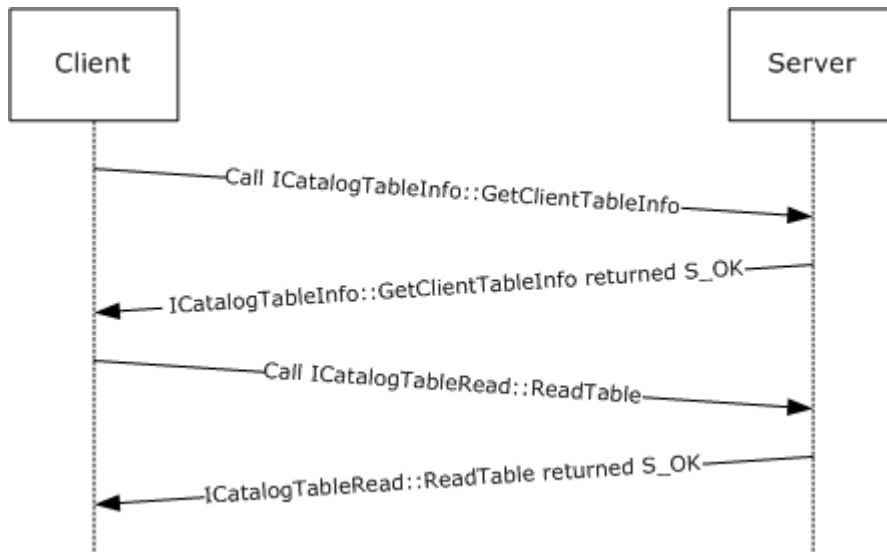 Client
Server
Call ICatalogTableInfo::GetClientTableInfo
ICatalogTableInfo::GetClientTableInfo returned S_OK
Call ICatalogTableRead::ReadTable
ICatalogTableRead::ReadTable returned S_OK